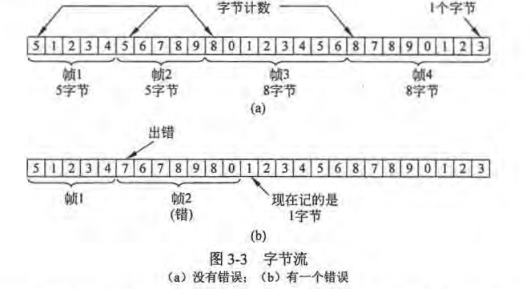 字节计数 1个字节
5 1 2 3 4 5 6 7 8 9 8 0 1 2 3 4 5 6 8 7 8 9 0 1 2 3
帧1 帧2 帧3 帧4
5字节 5字节 8字节 8字节
(a)
出错
5 1 2 3 4 7 6 7 8 9 8 0 1 2 3 4 5 6 8 7 8 9 0 1 2 3
帧1 帧2 现在记的是
(错) 1字节
(b)
图 3-3 字节流
（a）没有错误；（b）有一个错误